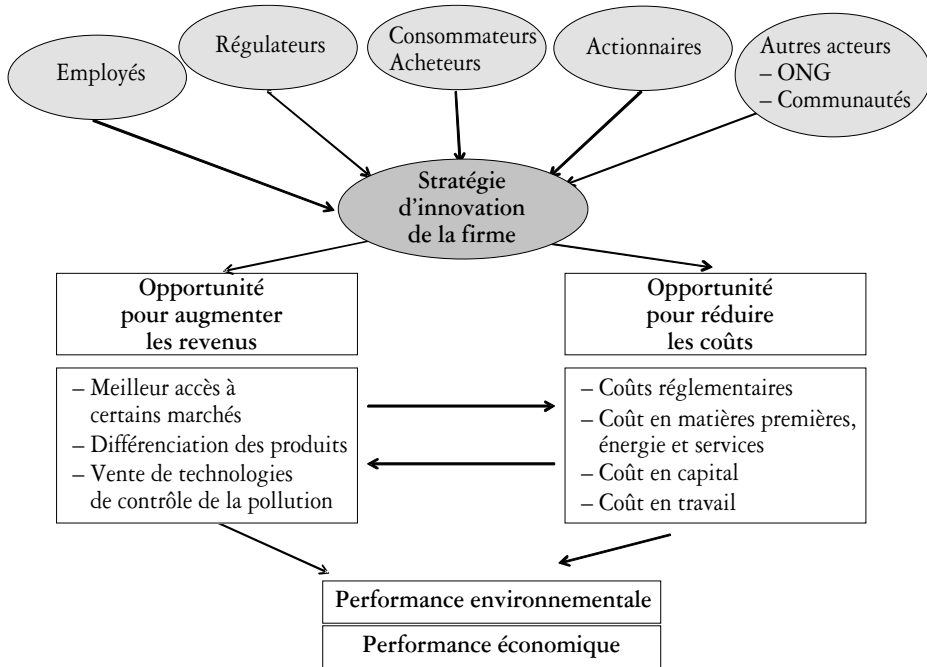 Employés
Régulateurs
Consommateurs
Acheteurs
Actionnaires
Autres acteurs
– ONG
– Communautés
Stratégie
d'innovation
de la firme
Opportunité
pour augmenter
les revenus
Opportunité
pour réduire
les coûts
– Meilleur accès à
certains marchés
– Différenciation des produits
– Vente de technologies
de contrôle de la pollution
– Coûts réglementaires
– Coût en matières premières,
énergie et services
– Coût en capital
– Coût en travail
Performance environnementale
Performance économique